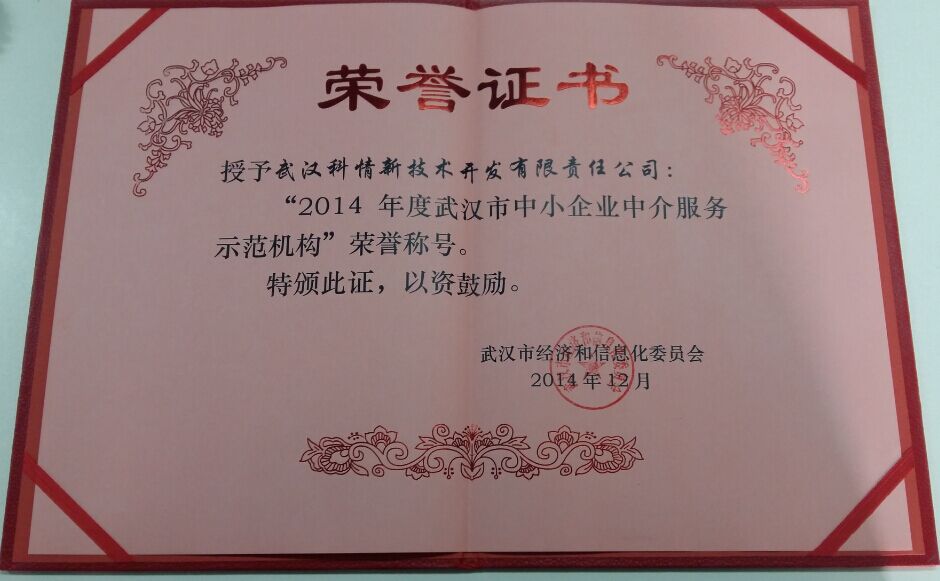 荣誉证书
授予武汉科情新技术开发有限责任公司：
“2014 年度武汉市中小企业中介服务
示范机构”荣誉称号。
特颁此证，以资鼓励。
武汉市经济和信息化委员会
2014 年 12 月